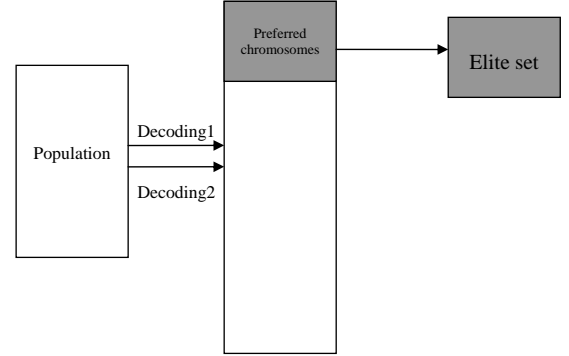 Preferred
chromosomes
Elite set
Decoding1
Population
Decoding2